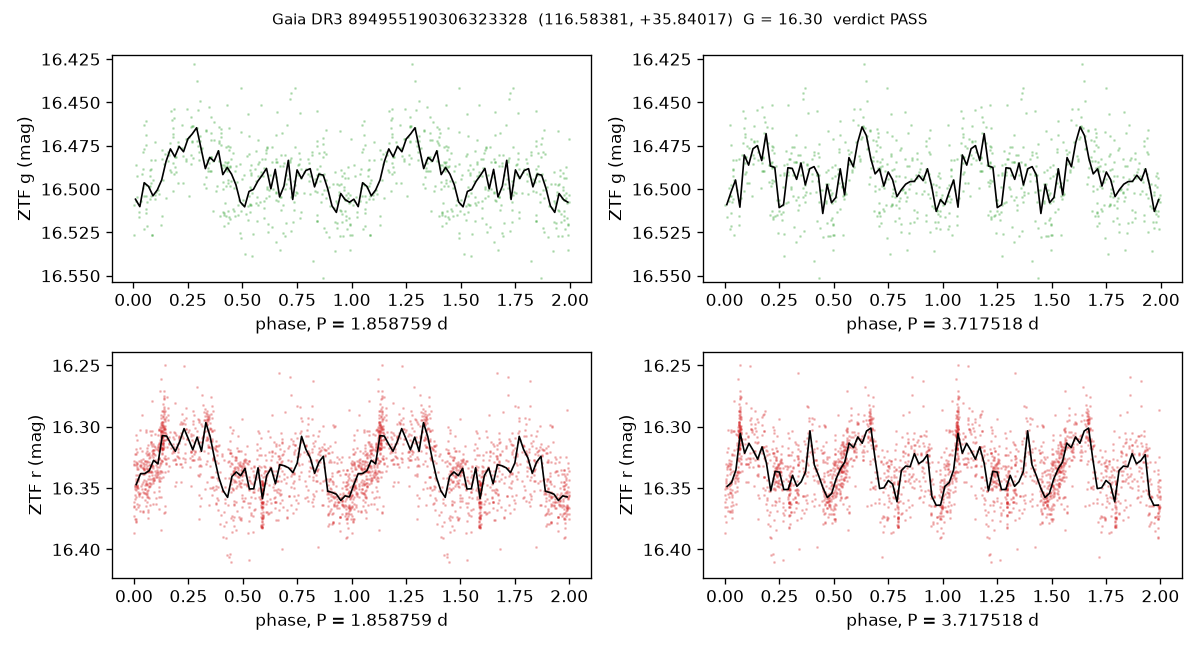 Gaia DR3 894955190306323328 (116.58381, +35.84017) G = 16.30 verdict PASS
16.425
16.450
16.475
16.500
16.525
16.550
ZTF g (mag)
0.00 0.25 0.50 0.75 1.00 1.25 1.50 1.75 2.00
phase, P = 1.858759 d
16.425
16.450
16.475
16.500
16.525
16.550
ZTF g (mag)
0.00 0.25 0.50 0.75 1.00 1.25 1.50 1.75 2.00
phase, P = 3.717518 d
16.25
16.30
16.35
16.40
ZTF r (mag)
0.00 0.25 0.50 0.75 1.00 1.25 1.50 1.75 2.00
phase, P = 1.858759 d
16.25
16.30
16.35
16.40
ZTF r (mag)
0.00 0.25 0.50 0.75 1.00 1.25 1.50 1.75 2.00
phase, P = 3.717518 d